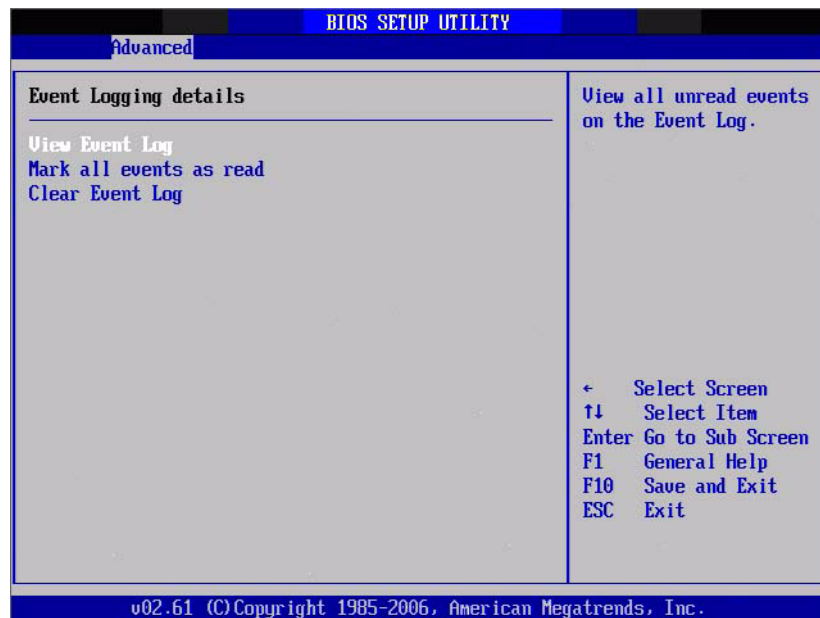 BIOS SETUP UTILITY
Advanced
Event Logging details
View Event Log
Mark all events as read
Clear Event Log
View all unread events
on the Event Log.
← Select Screen
↑↓ Select Item
Enter Go to Sub Screen
F1 General Help
F10 Save and Exit
ESC Exit
v02.61 (C)Copyright 1985-2006, American Megatrends, Inc.